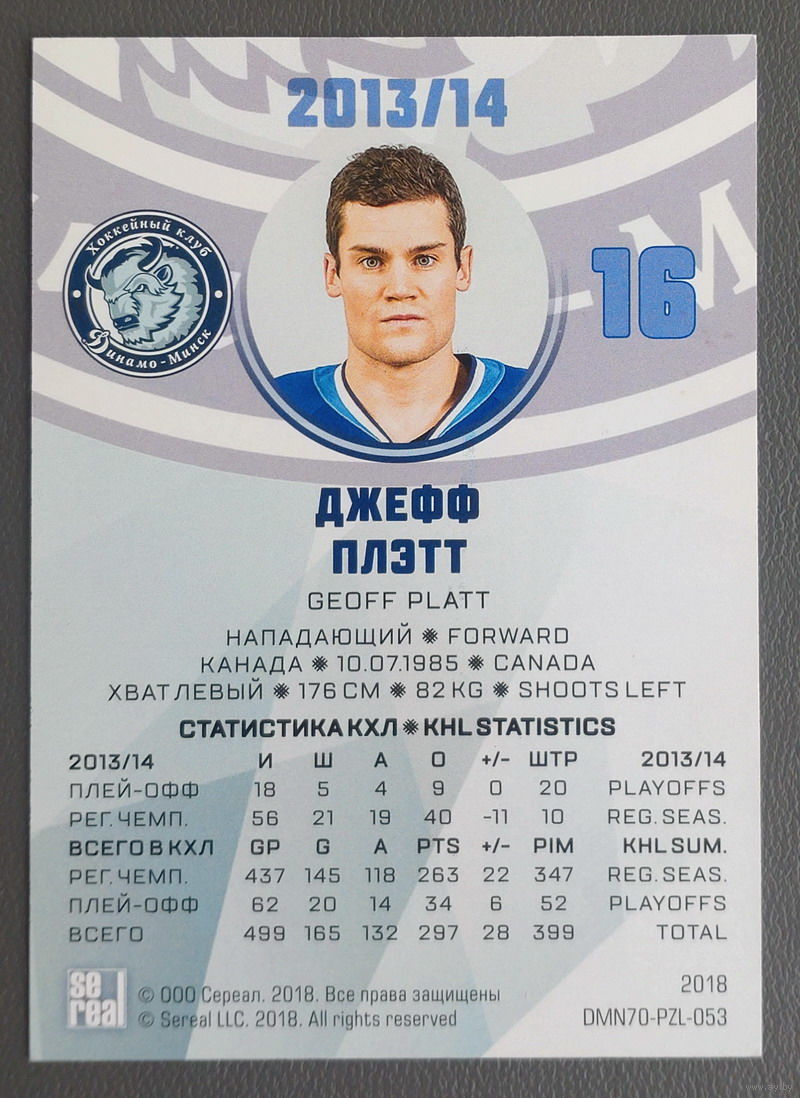 2013/14
Хоккейный клуб
Динамо-Минск
16
М
ДЖЕФФ
ПЛЭТТ
GEOFF PLATT
НАПАДАЮЩИЙ ✹ FORWARD
КАНАДА ✹ 10.07.1985 ✹ CANADA
ХВАТ ЛЕВЫЙ ✹ 176 CM ✹ 82 KG ✹ SHOOTS LEFT
СТАТИСТИКА КХЛ ✹ KHL STATISTICS
2013/14 И Ш А О +/- ШТР 2013/14
ПЛЕЙ-ОФФ 18 5 4 9 0 20 PLAYOFFS
РЕГ. ЧЕМП. 56 21 19 40 -11 10 REG. SEAS.
ВСЕГО В КХЛ GP G A PTS +/- PIM KHL SUM.
РЕГ. ЧЕМП. 437 145 118 263 22 347 REG. SEAS.
ПЛЕЙ-ОФФ 62 20 14 34 6 52 PLAYOFFS
ВСЕГО 499 165 132 297 28 399 TOTAL
se real
© ООО Сереал. 2018. Все права защищены
© Sereal LLC. 2018. All rights reserved
2018
DMN70-PZL-053
www.ay.by